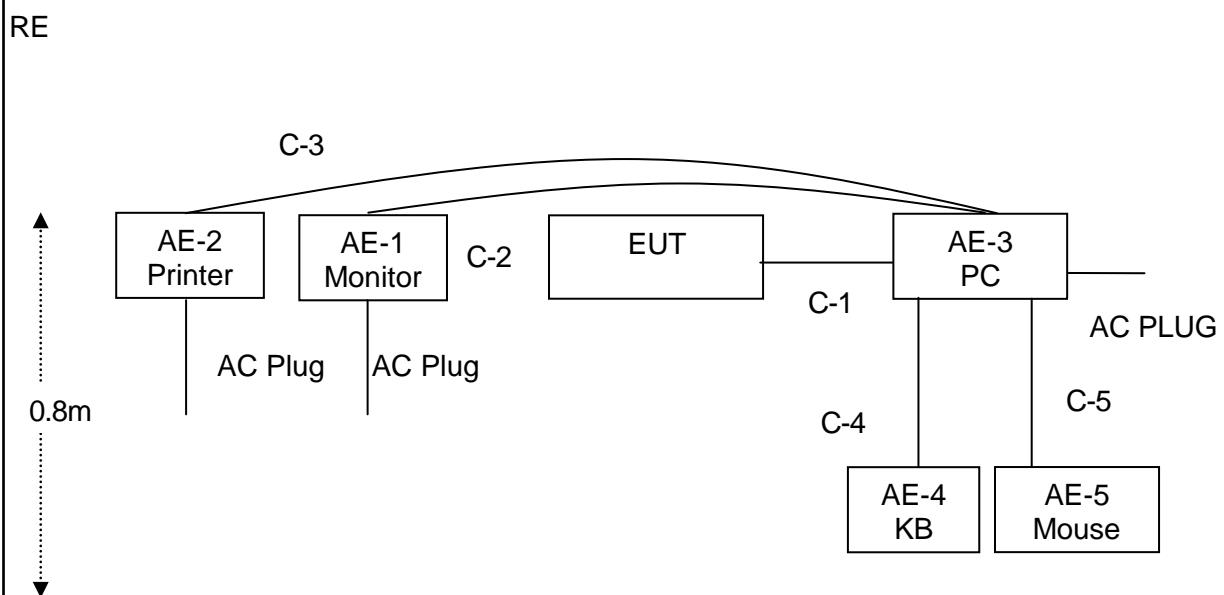 RE
C-3
AE-2
Printer
AE-1
Monitor
C-2
EUT
AE-3
PC
C-1
AC PLUG
AC Plug
AC Plug
0.8m
C-4
C-5
AE-4
KB
AE-5
Mouse